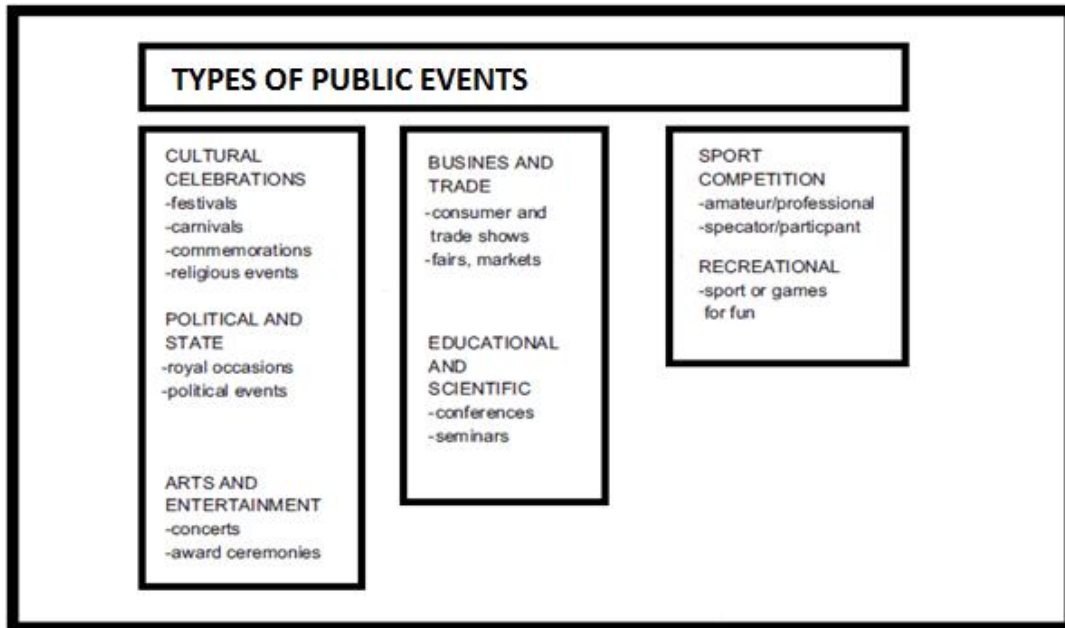 TYPES OF PUBLIC EVENTS
CULTURAL
CELEBRATIONS
-festivals
-carnivals
-commemorations
-religious events
POLITICAL AND
STATE
-royal occasions
-political events
ARTS AND
ENTERTAINMENT
-concerts
-award ceremonies
BUSINES AND
TRADE
-consumer and
trade shows
-fairs, markets
EDUCATIONAL
AND
SCIENTIFIC
-conferences
-seminars
SPORT
COMPETITION
-amateur/professional
-specator/particpant
RECREATIONAL
-sport or games
for fun